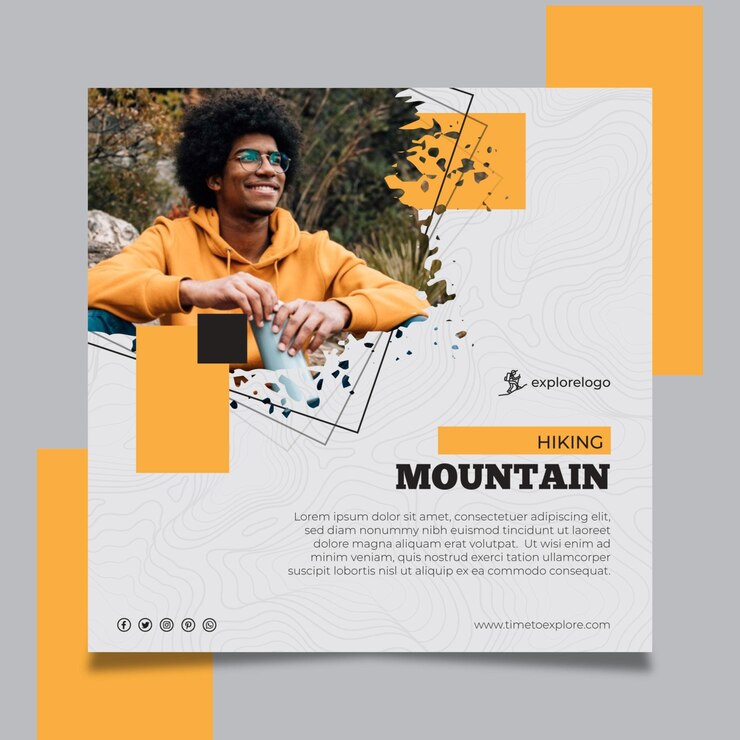 explorelogo
HIKING
MOUNTAIN
Lorem ipsum dolor sit amet, consectetuer adipiscing elit,
sed diam nonummy nibh euismod tincidunt ut laoreet
dolore magna aliquam erat volutpat.  Ut wisi enim ad
minim veniam, quis nostrud exerci tation ullamcorper
suscipit lobortis nisl ut aliquip ex ea commodo consequat.
www.timetoexplore.com